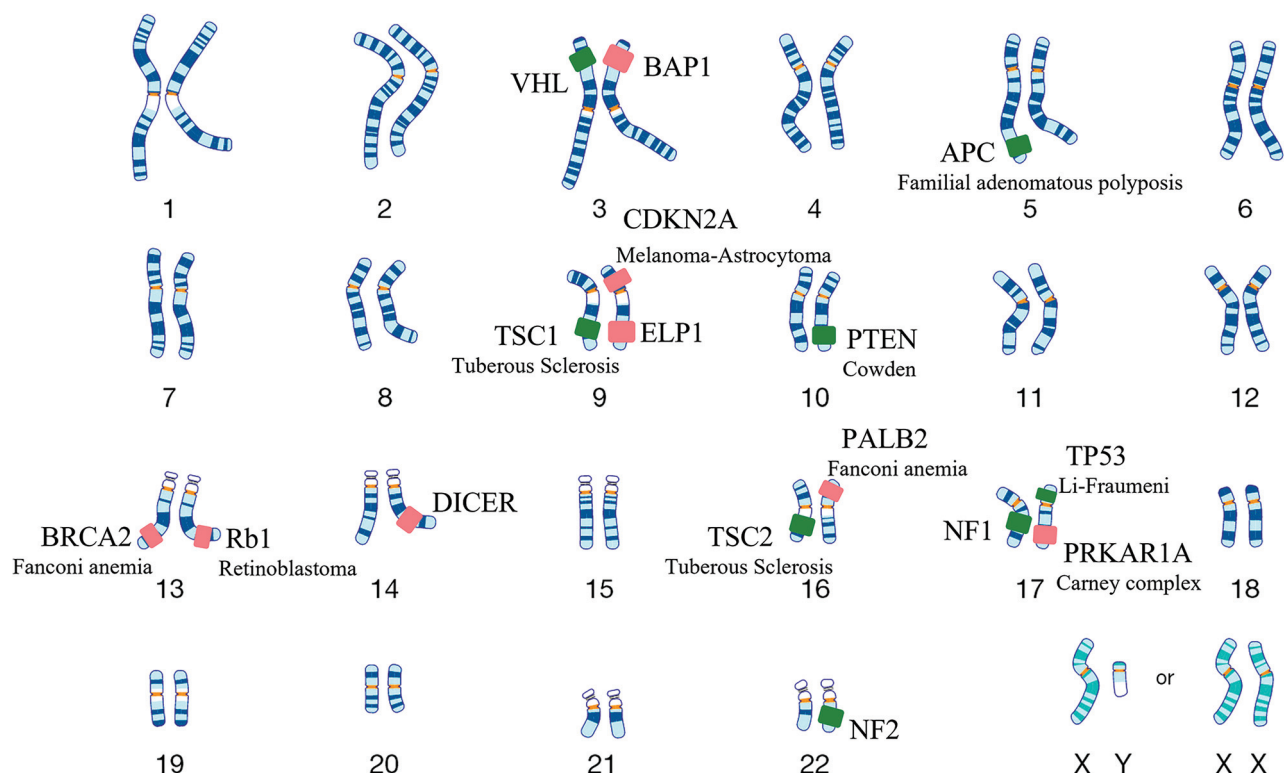 VHL
BAP1
APC
Familial adenomatous polyposis
1
2
3
4
5
6
CDKN2A
Melanoma-Astrocytoma
TSC1
Tuberous Sclerosis
ELP1
PTEN
Cowden
7
8
9
10
11
12
BRCA2
Fanconi anemia
Rb1
Retinoblastoma
DICER
PALB2
Fanconi anemia
TSC2
Tuberous Sclerosis
TP53
Li-Fraumeni
NF1
PRKAR1A
Carney complex
13
14
15
16
17
18
NF2
or
19
20
21
22
X Y
X X